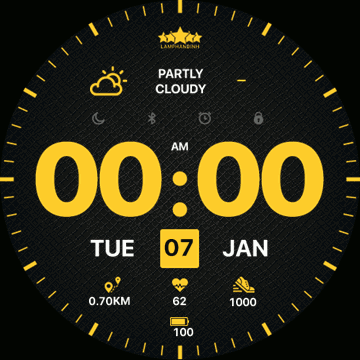 LAMPHANDINH
PARTLY
CLOUDY
–
AM
00:00
TUE 07 JAN
0.70KM 62 1000
100